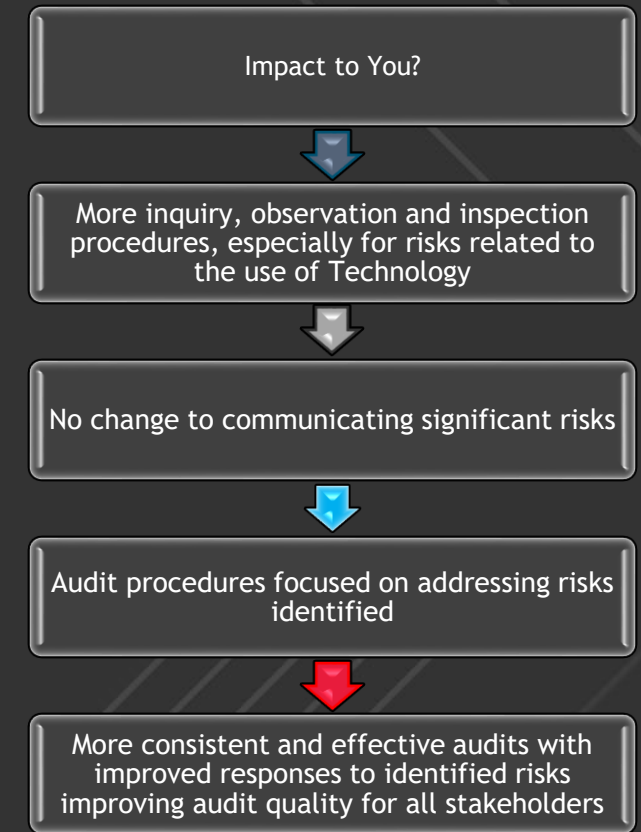 Impact to You?
More inquiry, observation and inspection
procedures, especially for risks related to
the use of Technology
No change to communicating significant risks
Audit procedures focused on addressing risks
identified
More consistent and effective audits with
improved responses to identified risks
improving audit quality for all stakeholders